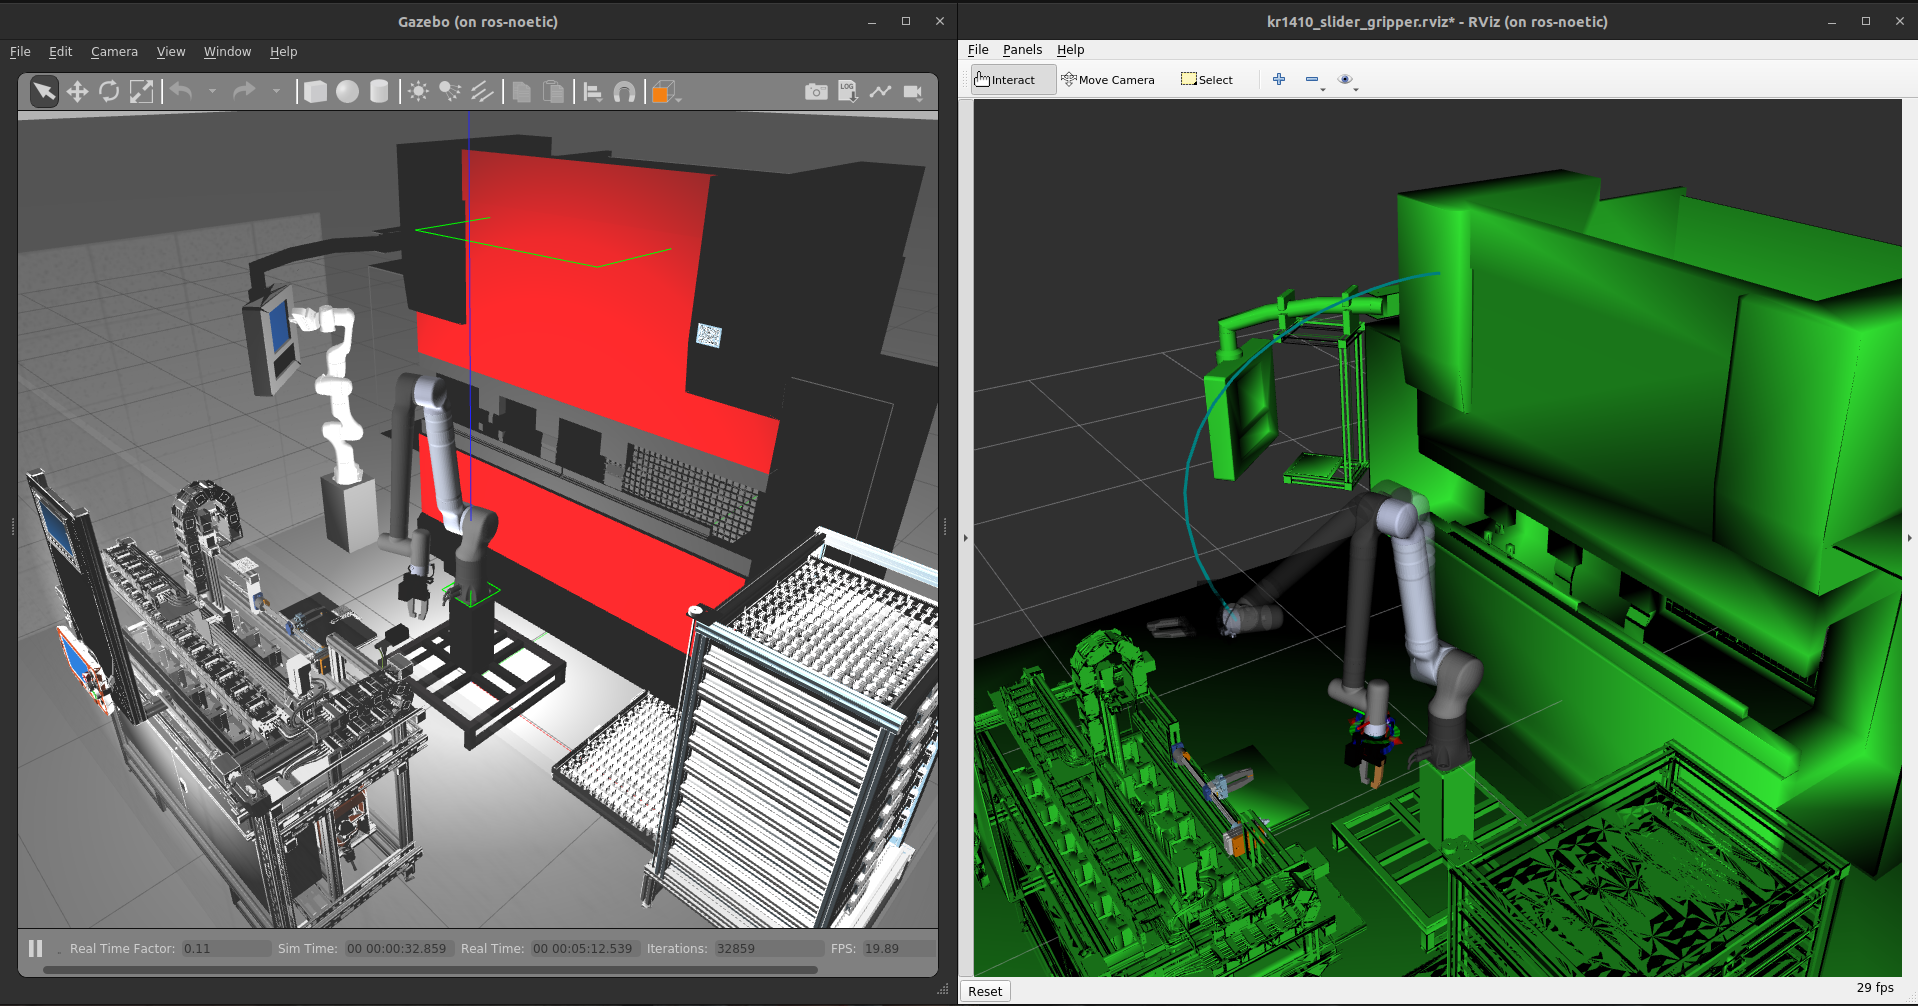 Gazebo (on ros-noetic)
File Edit Camera View Window Help
LOG
Real Time Factor: 0.11 Sim Time: 00 00:00:32.859 Real Time: 00 00:05:12.539 Iterations: 32859 FPS: 19.89
kr1410_slider_gripper.rviz* - RViz (on ros-noetic)
File Panels Help
Interact Move Camera Select
Reset
29 fps